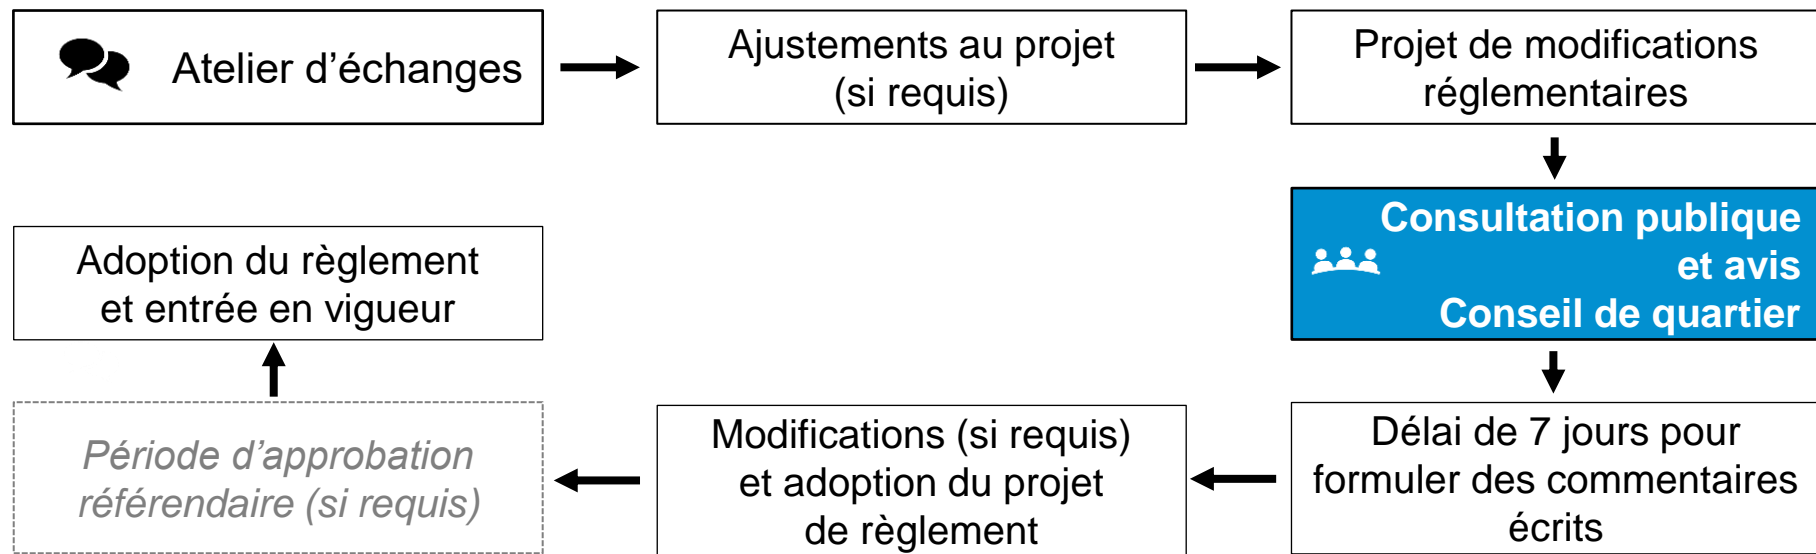 Atelier d'échanges
Ajustements au projet
(si requis)
Projet de modifications
réglementaires
Consultation publique
et avis
Conseil de quartier
Délai de 7 jours pour
formuler des commentaires
écrits
Modifications (si requis)
et adoption du projet
de règlement
Période d'approbation
référendaire (si requis)
Adoption du règlement
et entrée en vigueur